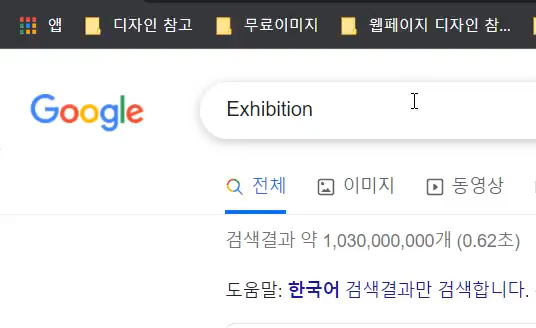 앱 디자인 참고 무료이미지 웹페이지 디자인 참...
Google Exhibition
전체 이미지 동영상
검색결과 약 1,030,000,000개 (0.62초)
도움말: 한국어 검색결과만 검색합니다.